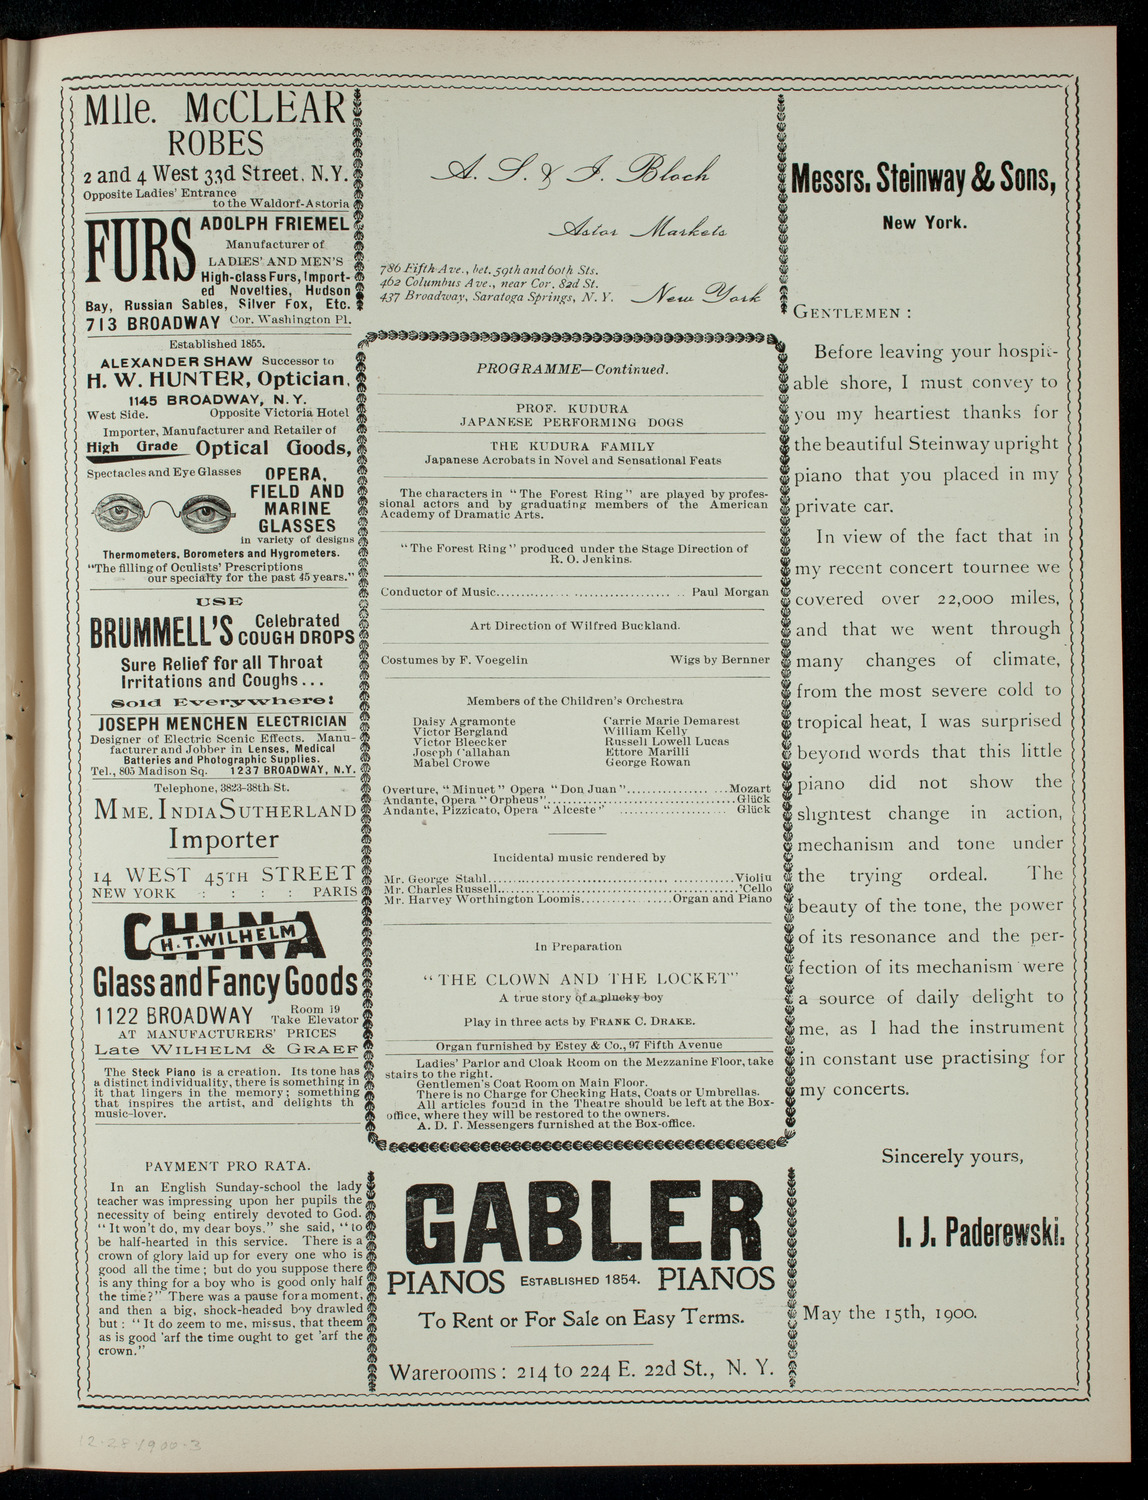 Mlle. McCLEAR
ROBES
2 and 4 West 33d Street, N.Y.
Opposite Ladies' Entrance
to the Waldorf-Astoria
FURS
ADOLPH FRIEMEL
Manufacturer of
LADIES' AND MEN'S
High-class Furs, Import-
ed Novelties, Hudson
Bay, Russian Sables, Silver Fox, Etc.
713 BROADWAY Cor. Washington Pl.
Established 1855.
ALEXANDER SHAW Successor to
H. W. HUNTER, Optician,
1145 BROADWAY, N.Y.
West Side. Opposite Victoria Hotel
Importer, Manufacturer and Retailer of
High Grade Optical Goods,
Spectacles and Eye Glasses
OPERA,
FIELD AND
MARINE
GLASSES
in variety of designs
Thermometers, Borometers and Hygrometers.
"The filling of Oculists' Prescriptions
our specialty for the past 45 years."
USE
BRUMMELL'S Celebrated
COUGH DROPS
Sure Relief for all Throat
Irritations and Coughs...
Sold Everywhere!
JOSEPH MENCHEN ELECTRICIAN
Designer of Electric Scenic Effects. Manu-
facturer and Jobber in Lenses, Medical
Batteries and Photographic Supplies.
Tel., 805 Madison Sq. 1237 BROADWAY, N.Y.
Telephone, 3823-38th St.
MME. INDIA SUTHERLAND
Importer
14 WEST 45TH STREET
NEW YORK : : : : PARIS
CHINA
H.T. WILHELM
Glass and Fancy Goods
1122 BROADWAY Room 19
Take Elevator
AT MANUFACTURERS' PRICES
Late WILHELM & GRAEF
The Steck Piano is a creation. Its tone has
a distinct individuality, there is something in
it that lingers in the memory; something
that inspires the artist, and delights th
music-lover.
PAYMENT PRO RATA.
In an English Sunday-school the lady
teacher was impressing upon her pupils the
necessity of being entirely devoted to God.
"It won't do, my dear boys," she said, "to
be half-hearted in this service. There is a
crown of glory laid up for every one who is
good all the time; but do you suppose there
is any thing for a boy who is good only half
the time?" There was a pause for a moment,
and then a big, shock-headed boy drawled
but: "It do zeem to me, missus, that theem
as is good 'arf the time ought to get 'arf the
crown."
A. S. & J. Bloch
Astor Markets
786 Fifth Ave., bet. 59th and 60th Sts.
462 Columbus Ave., near Cor. 82d St.
437 Broadway, Saratoga Springs, N. Y.
New York
PROGRAMME—Continued.
PROF. KUDURA
JAPANESE PERFORMING DOGS
THE KUDURA FAMILY
Japanese Acrobats in Novel and Sensational Feats
The characters in "The Forest Ring" are played by profes-
sional actors and by graduating members of the American
Academy of Dramatic Arts.
"The Forest Ring" produced under the Stage Direction of
R. O. Jenkins.
Conductor of Music.................................... Paul Morgan
Art Direction of Wilfred Buckland.
Costumes by F. Voegelin Wigs by Bernner
Members of the Children's Orchestra
Daisy Agramonte Carrie Marie Demarest
Victor Bergland William Kelly
Victor Bleecker Russell Lowell Lucas
Joseph Callahan Ettore Marilli
Mabel Crowe George Rowan
Overture, "Minuet" Opera "Don Juan"....................Mozart
Andante, Opera "Orpheus"....................................Glück
Andante, Pizzicato, Opera "Alceste" ...................... Glück
Incidental music rendered by
Mr. George Stahl..............................................Violiu
Mr. Charles Russell............................................'Cello
Mr. Harvey Worthington Loomis.................Organ and Piano
In Preparation
"THE CLOWN AND THE LOCKET"
A true story of a plucky boy
Play in three acts by FRANK C. DRAKE.
Organ furnished by Estey & Co., 97 Fifth Avenue
Ladies' Parlor and Cloak Room on the Mezzanine Floor, take
stairs to the right.
Gentlemen's Coat Room on Main Floor.
There is no Charge for Checking Hats, Coats or Umbrellas.
All articles found in the Theatre should be left at the Box-
office, where they will be restored to the owners.
A. D. T. Messengers furnished at the Box-office.
GABLER
PIANOS ESTABLISHED 1854. PIANOS
To Rent or For Sale on Easy Terms.
Warerooms: 214 to 224 E. 22d St., N. Y.
Messrs. Steinway & Sons,
New York.
GENTLEMEN:
Before leaving your hospit-
able shore, I must convey to
you my heartiest thanks for
the beautiful Steinway upright
piano that you placed in my
private car.
In view of the fact that in
my recent concert tournee we
covered over 22,000 miles,
and that we went through
many changes of climate,
from the most severe cold to
tropical heat, I was surprised
beyond words that this little
piano did not show the
slightest change in action,
mechanism and tone under
the trying ordeal. The
beauty of the tone, the power
of its resonance and the per-
fection of its mechanism were
a source of daily delight to
me, as I had the instrument
in constant use practising for
my concerts.
Sincerely yours,
I. J. Paderewski.
May the 15th, 1900.
12-28-1900-3